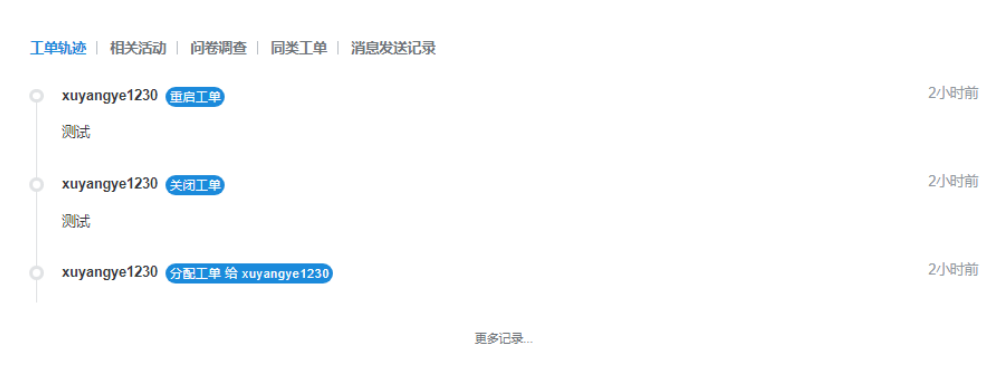 工单轨迹 | 相关活动 | 问卷调查 | 同类工单 | 消息发送记录
xuyangye1230 重启工单 2小时前
测试
xuyangye1230 关闭工单 2小时前
测试
xuyangye1230 分配工单 给 xuyangye1230 2小时前
更多记录...